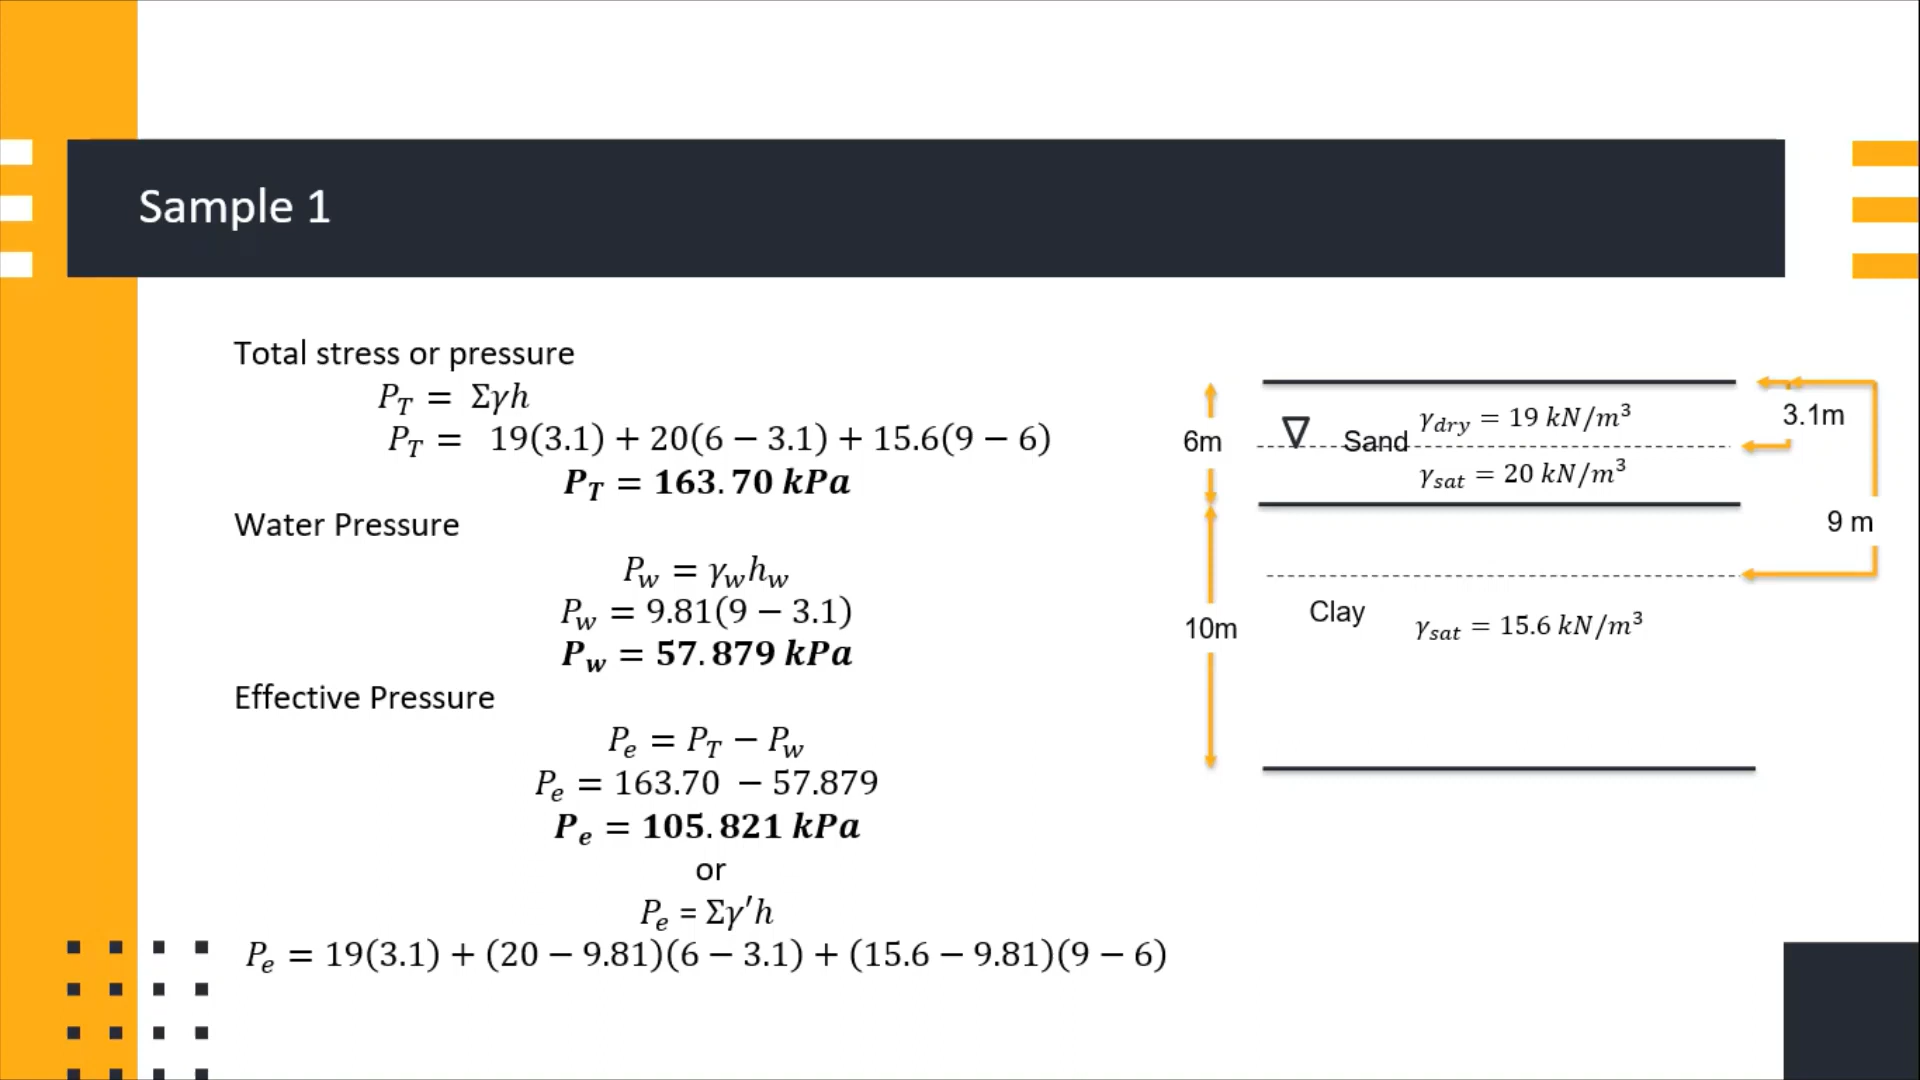 Sample 1
Total stress or pressure
P_T = Σγh
P_T = 19(3.1) + 20(6 − 3.1) + 15.6(9 − 6)
P_T = 163.70 kPa
Water Pressure
P_w = γ_w h_w
P_w = 9.81(9 − 3.1)
P_w = 57.879 kPa
Effective Pressure
P_e = P_T − P_w
P_e = 163.70 − 57.879
P_e = 105.821 kPa
or
P_e = Σγ′h
P_e = 19(3.1) + (20 − 9.81)(6 − 3.1) + (15.6 − 9.81)(9 − 6)
γ_dry = 19 kN/m³
3.1m
6m
Sand
γ_sat = 20 kN/m³
9 m
Clay
10m
γ_sat = 15.6 kN/m³